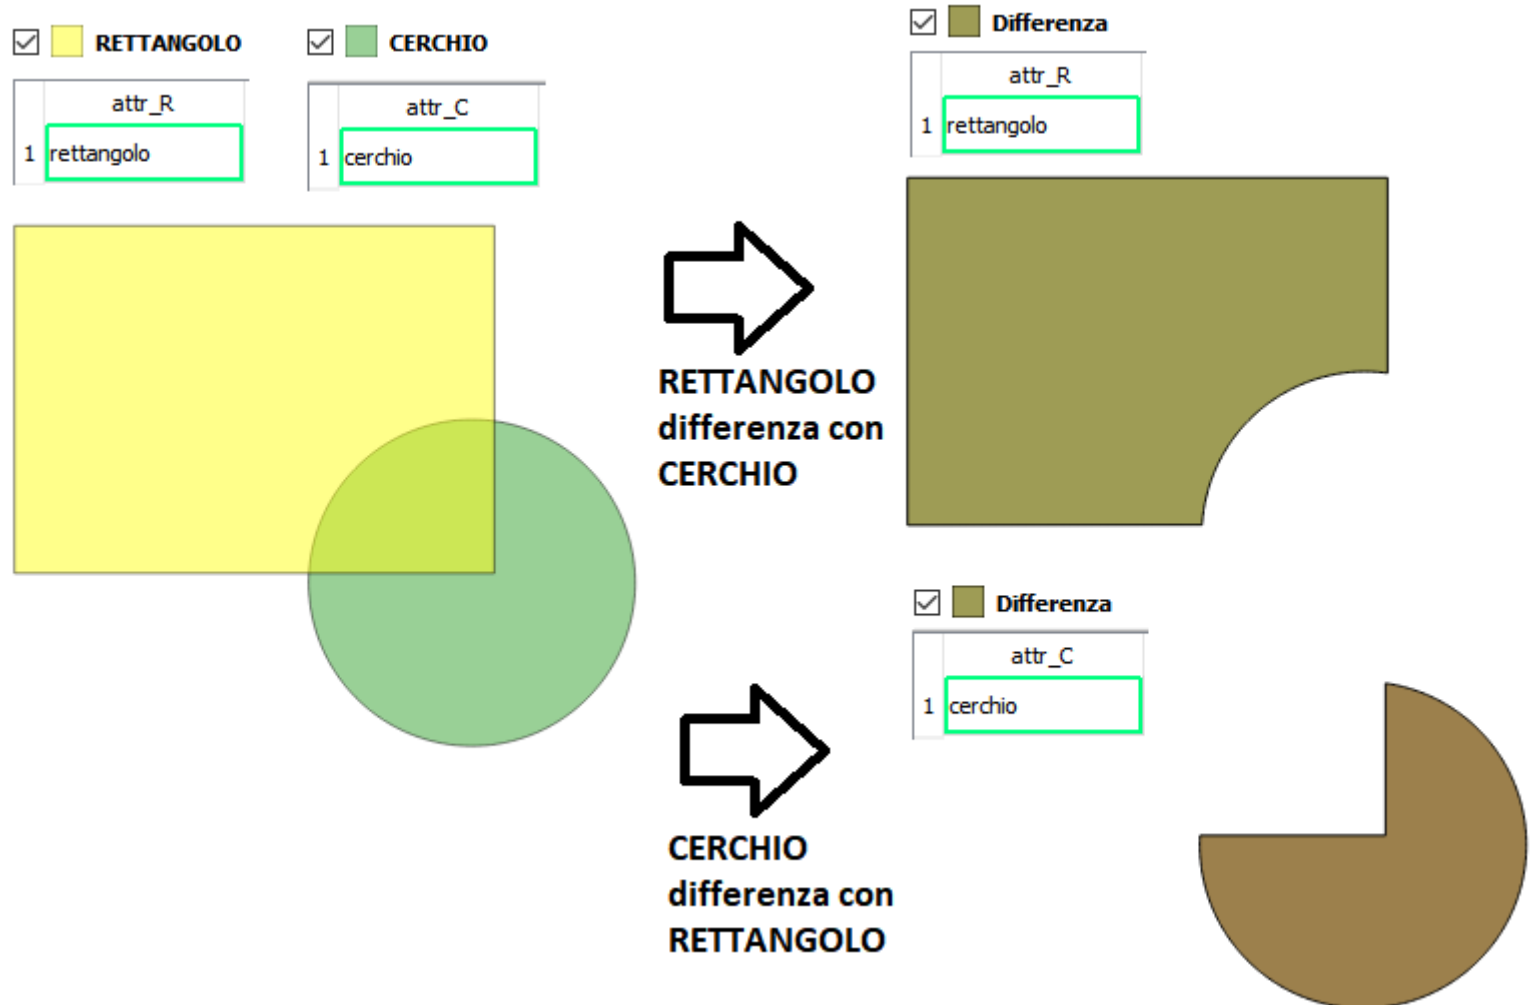 RETTANGOLO
attr_R
1 rettangolo
CERCHIO
attr_C
1 cerchio
RETTANGOLO
differenza con
CERCHIO
Differenza
attr_R
1 rettangolo
CERCHIO
differenza con
RETTANGOLO
Differenza
attr_C
1 cerchio